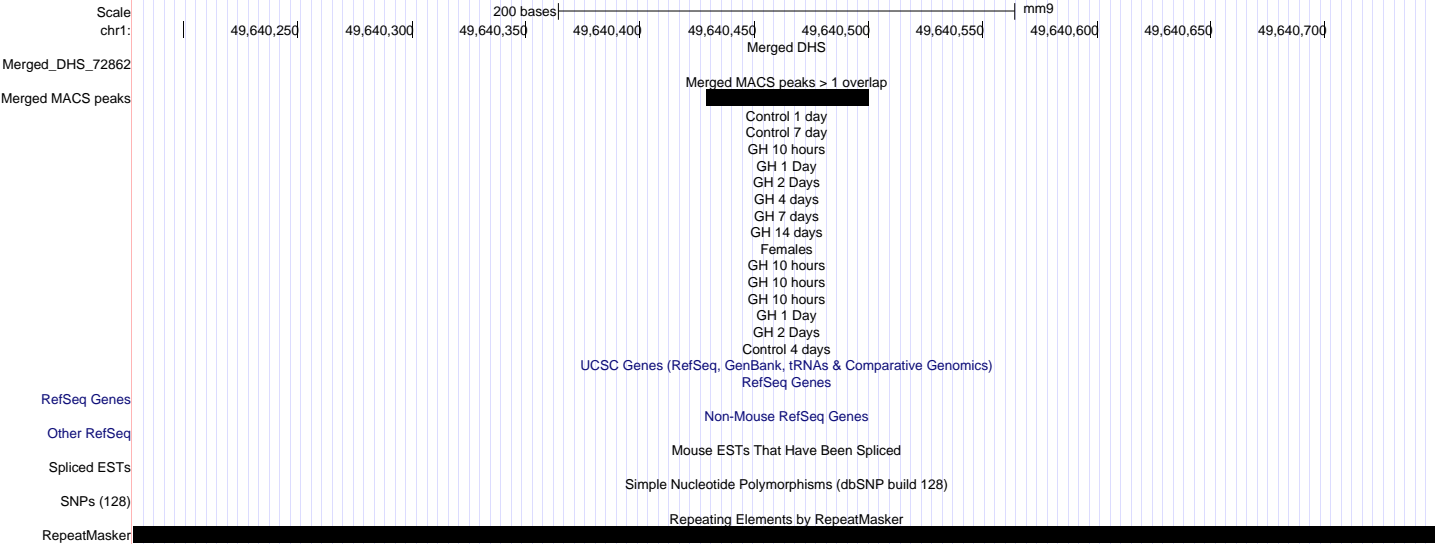 Scale 200 bases mm9
chr1: 49,640,250 49,640,300 49,640,350 49,640,400 49,640,450 49,640,500 49,640,550 49,640,600 49,640,650 49,640,700
Merged DHS
Merged_DHS_72862
Merged MACS peaks > 1 overlap
Merged MACS peaks
Control 1 day
Control 7 day
GH 10 hours
GH 1 Day
GH 2 Days
GH 4 days
GH 7 days
GH 14 days
Females
GH 10 hours
GH 10 hours
GH 10 hours
GH 1 Day
GH 2 Days
Control 4 days
UCSC Genes (RefSeq, GenBank, tRNAs & Comparative Genomics)
RefSeq Genes
RefSeq Genes
Non-Mouse RefSeq Genes
Other RefSeq
Mouse ESTs That Have Been Spliced
Spliced ESTs
Simple Nucleotide Polymorphisms (dbSNP build 128)
SNPs (128)
Repeating Elements by RepeatMasker
RepeatMasker